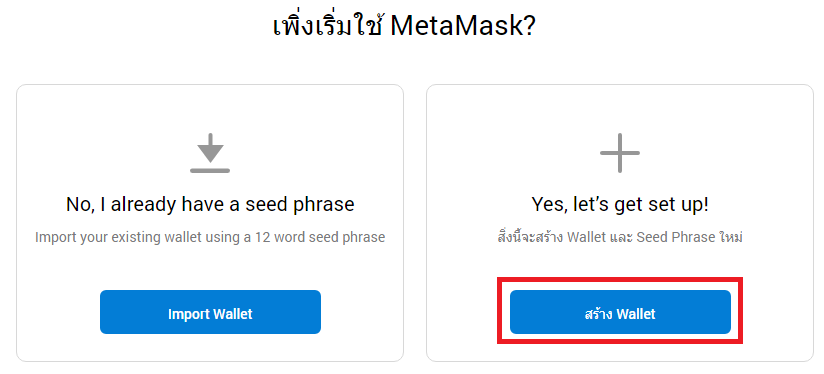 เพิ่งเริ่มใช้ MetaMask?
No, I already have a seed phrase
Import your existing wallet using a 12 word seed phrase
Import Wallet
Yes, let’s get set up!
สิ่งนี้จะสร้าง Wallet และ Seed Phrase ใหม่
สร้าง Wallet